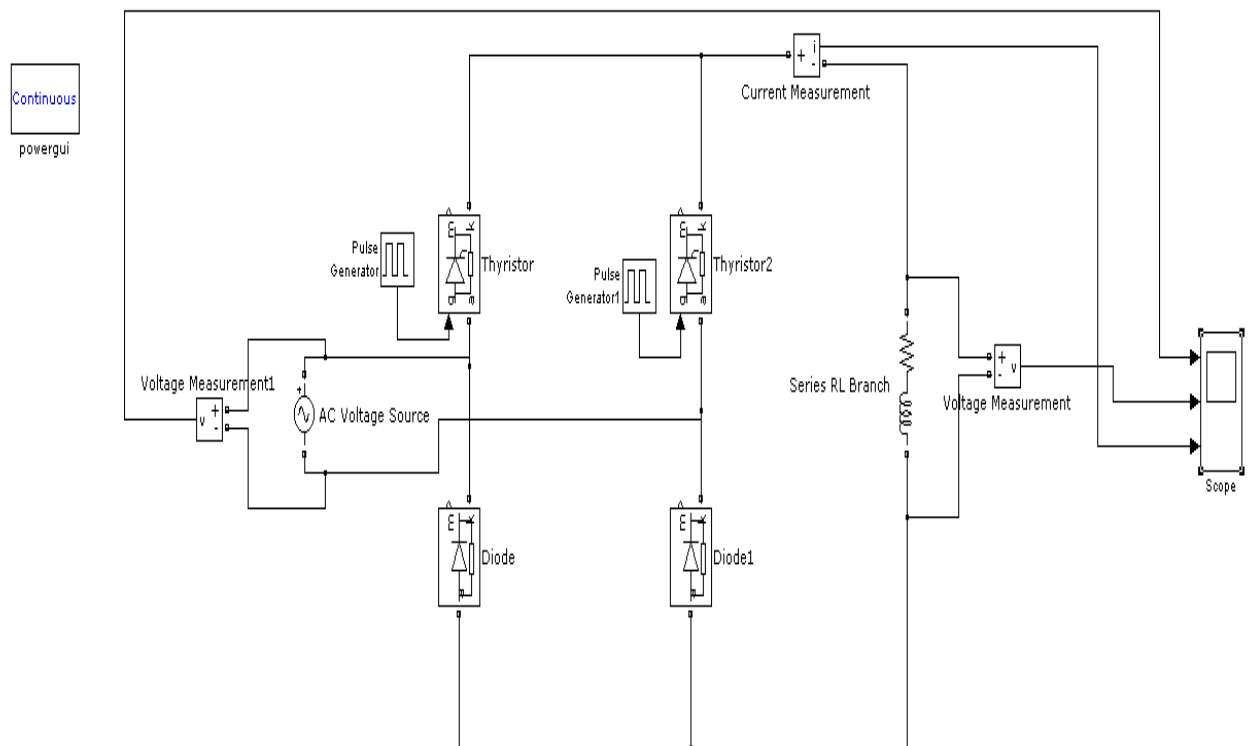 Continuous
powergui
i
+
-
Current Measurement
Pulse
Generator
m
k
g
a
Thyristor
Pulse
Generator1
m
k
g
a
Thyristor2
Voltage Measurement1
v
+
-
+
AC Voltage Source
Series RL Branch
+
-
v
Voltage Measurement
Scope
m
k
a
Diode
m
k
a
Diode1